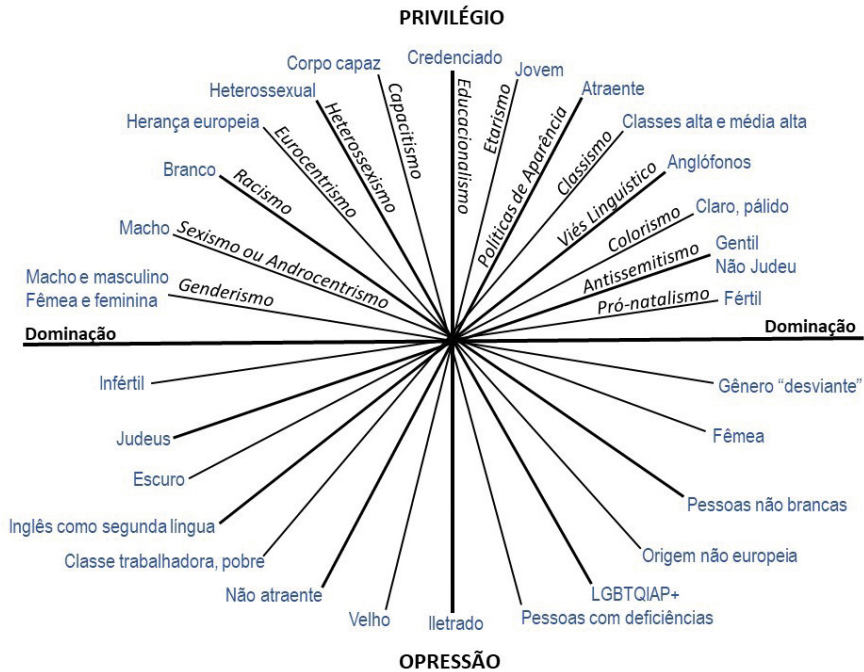 PRIVILÉGIO
Credenciado
Corpo capaz
Jovem
Heterossexual
Atraente
Herança europeia
Classes alta e média alta
Branco
Anglófonos
Macho
Claro, pálido
Macho e masculino
Fêmea e feminina
Gentil
Não Judeu
Fértil
Genderismo
Sexismo ou Androcentrismo
Racismo
Eurocentrismo
Heterossexismo
Capacitismo
Educacionalismo
Etarismo
Políticas de Aparência
Classismo
Viés Linguístico
Colorismo
Antissemitismo
Pró-natalismo
Dominação
Dominação
Infértil
Gênero “desviante”
Judeus
Fêmea
Escuro
Pessoas não brancas
Inglês como segunda língua
Origem não europeia
Classe trabalhadora, pobre
LGBTQIAP+
Não atraente
Pessoas com deficiências
Velho
Iletrado
OPRESSÃO